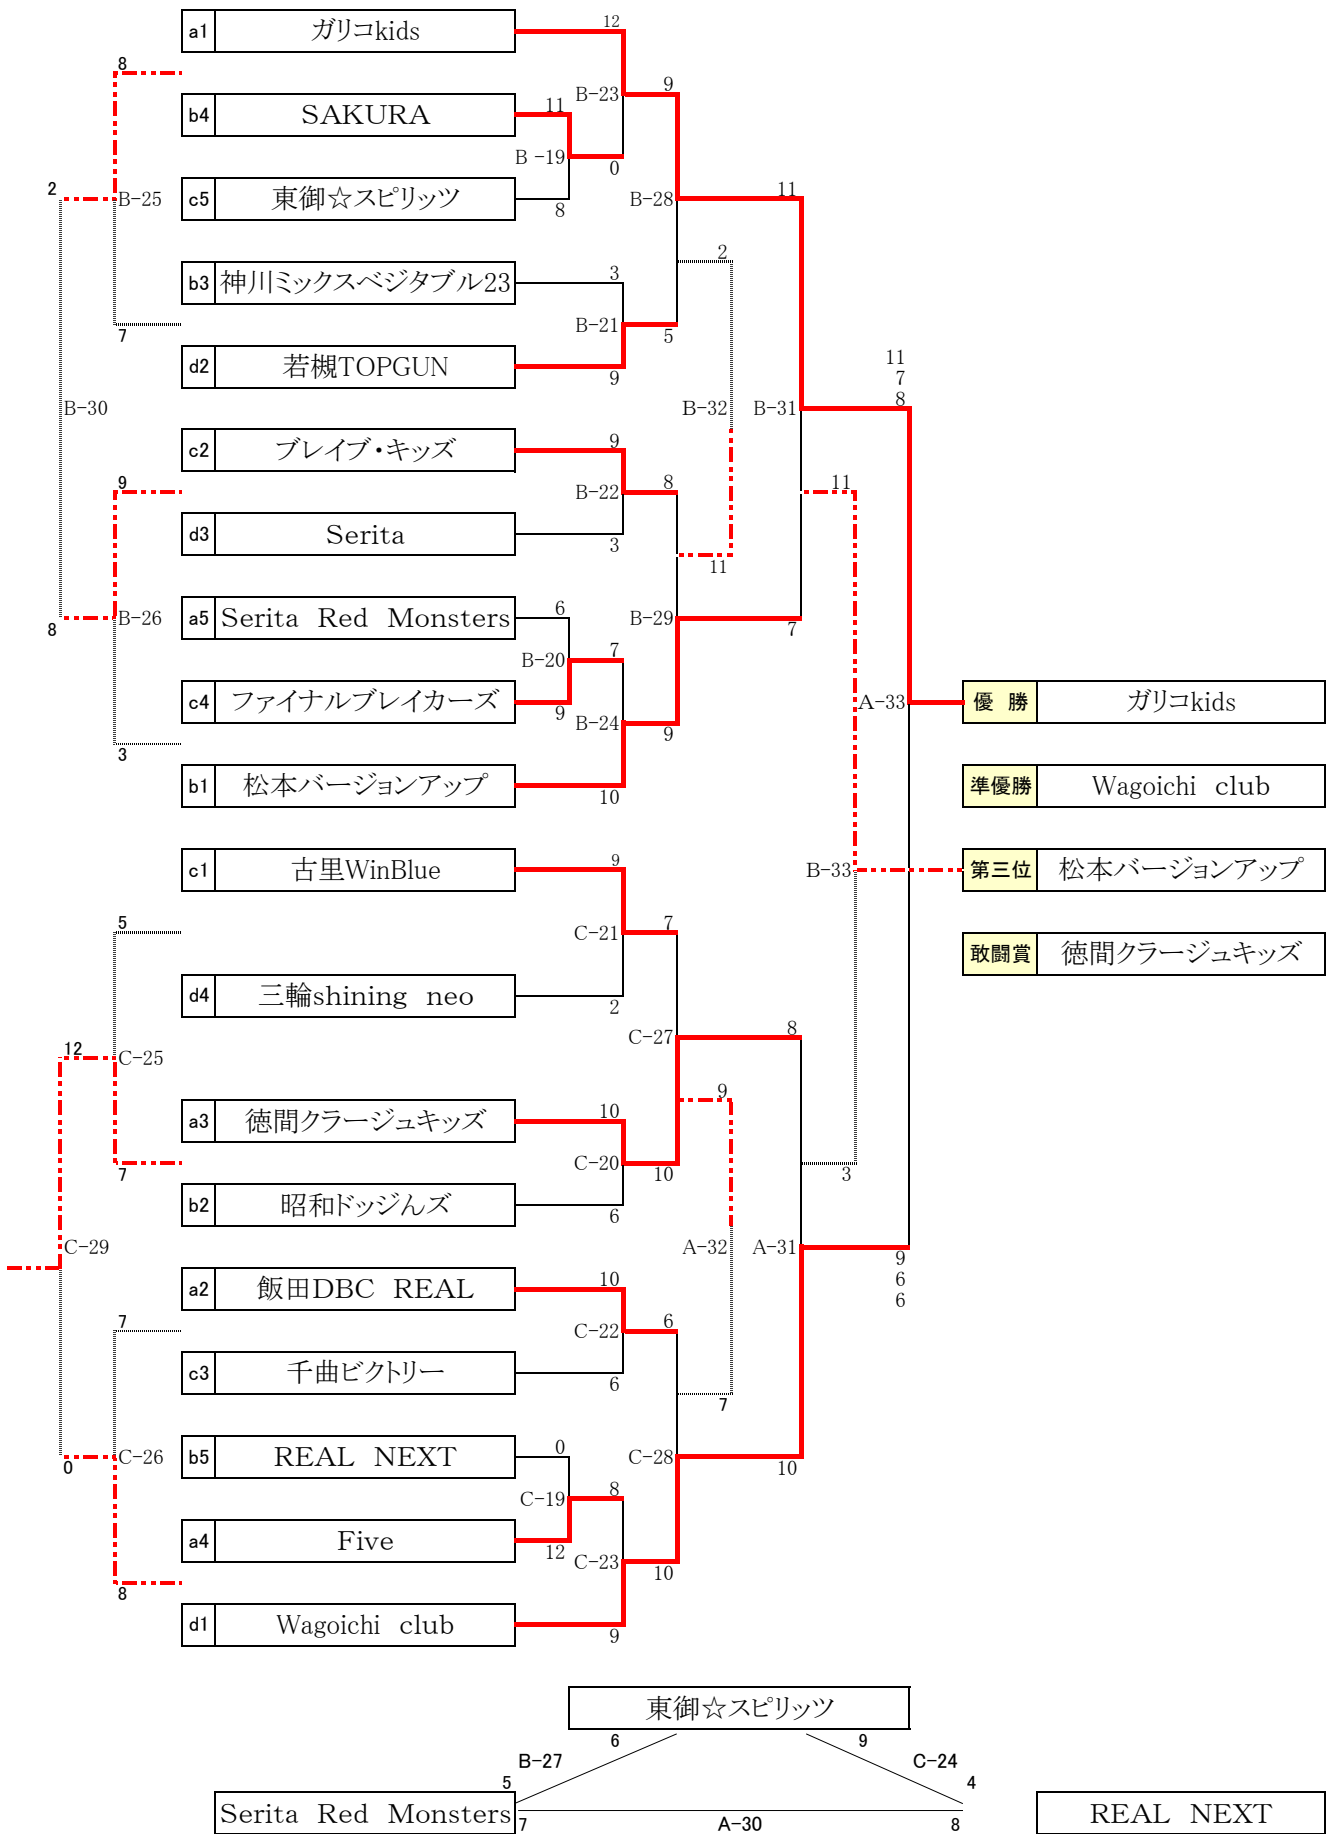 12
a1 ガリコkids
8
9
B-23
11
b4 SAKURA
B -19
0
2
B-25
c5 東御☆スピリッツ
8
B-28
11
2
b3 神川ミックスベジタブル23
3
B-21
7
5
d2 若槻TOPGUN
9
11
7
8
B-30
B-32
B-31
c2 ブレイブ・キッズ
9
9
B-22
8
11
d3 Serita
3
11
a5 Serita Red Monsters
6
8
B-26
B-29
7
B-20
7
c4 ファイナルブレイカーズ
9
B-24
9
A-33
優 勝 ガリコkids
3
b1 松本バージョンアップ
10
準優勝 Wagoichi club
c1 古里WinBlue
9
B-33
第三位 松本バージョンアップ
5
C-21
7
敢闘賞 徳間クラージュキッズ
d4 三輪shining neo
2
12
C-25
C-27
8
9
a3 徳間クラージュキッズ
10
7
C-20
10
3
b2 昭和ドッジんズ
6
C-29
A-32
A-31
9
6
6
a2 飯田DBC REAL
10
7
C-22
6
c3 千曲ビクトリー
6
7
b5 REAL NEXT
0
0
C-26
C-28
10
C-19
8
a4 Five
12
C-23
10
8
d1 Wagoichi club
9
東御☆スピリッツ
6
9
B-27
C-24
5
4
Serita Red Monsters
7
A-30
8
REAL NEXT